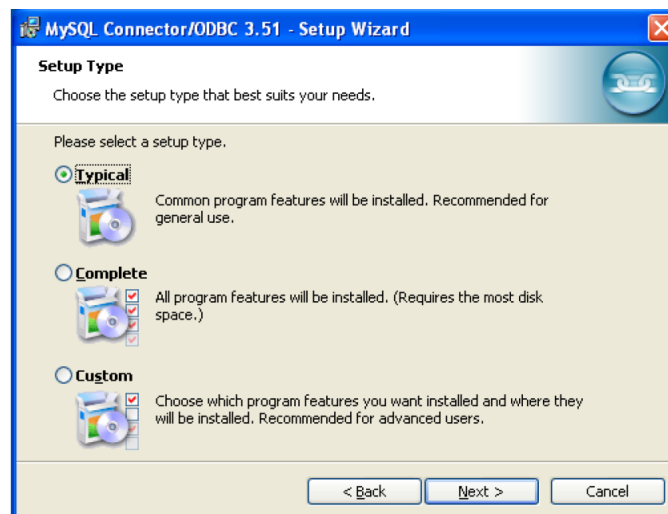 MySQL Connector/ODBC 3.51 - Setup Wizard
Setup Type
Choose the setup type that best suits your needs.
Please select a setup type.
Typical
Common program features will be installed. Recommended for
general use.
Complete
All program features will be installed. (Requires the most disk
space.)
Custom
Choose which program features you want installed and where they
will be installed. Recommended for advanced users.
< Back Next > Cancel